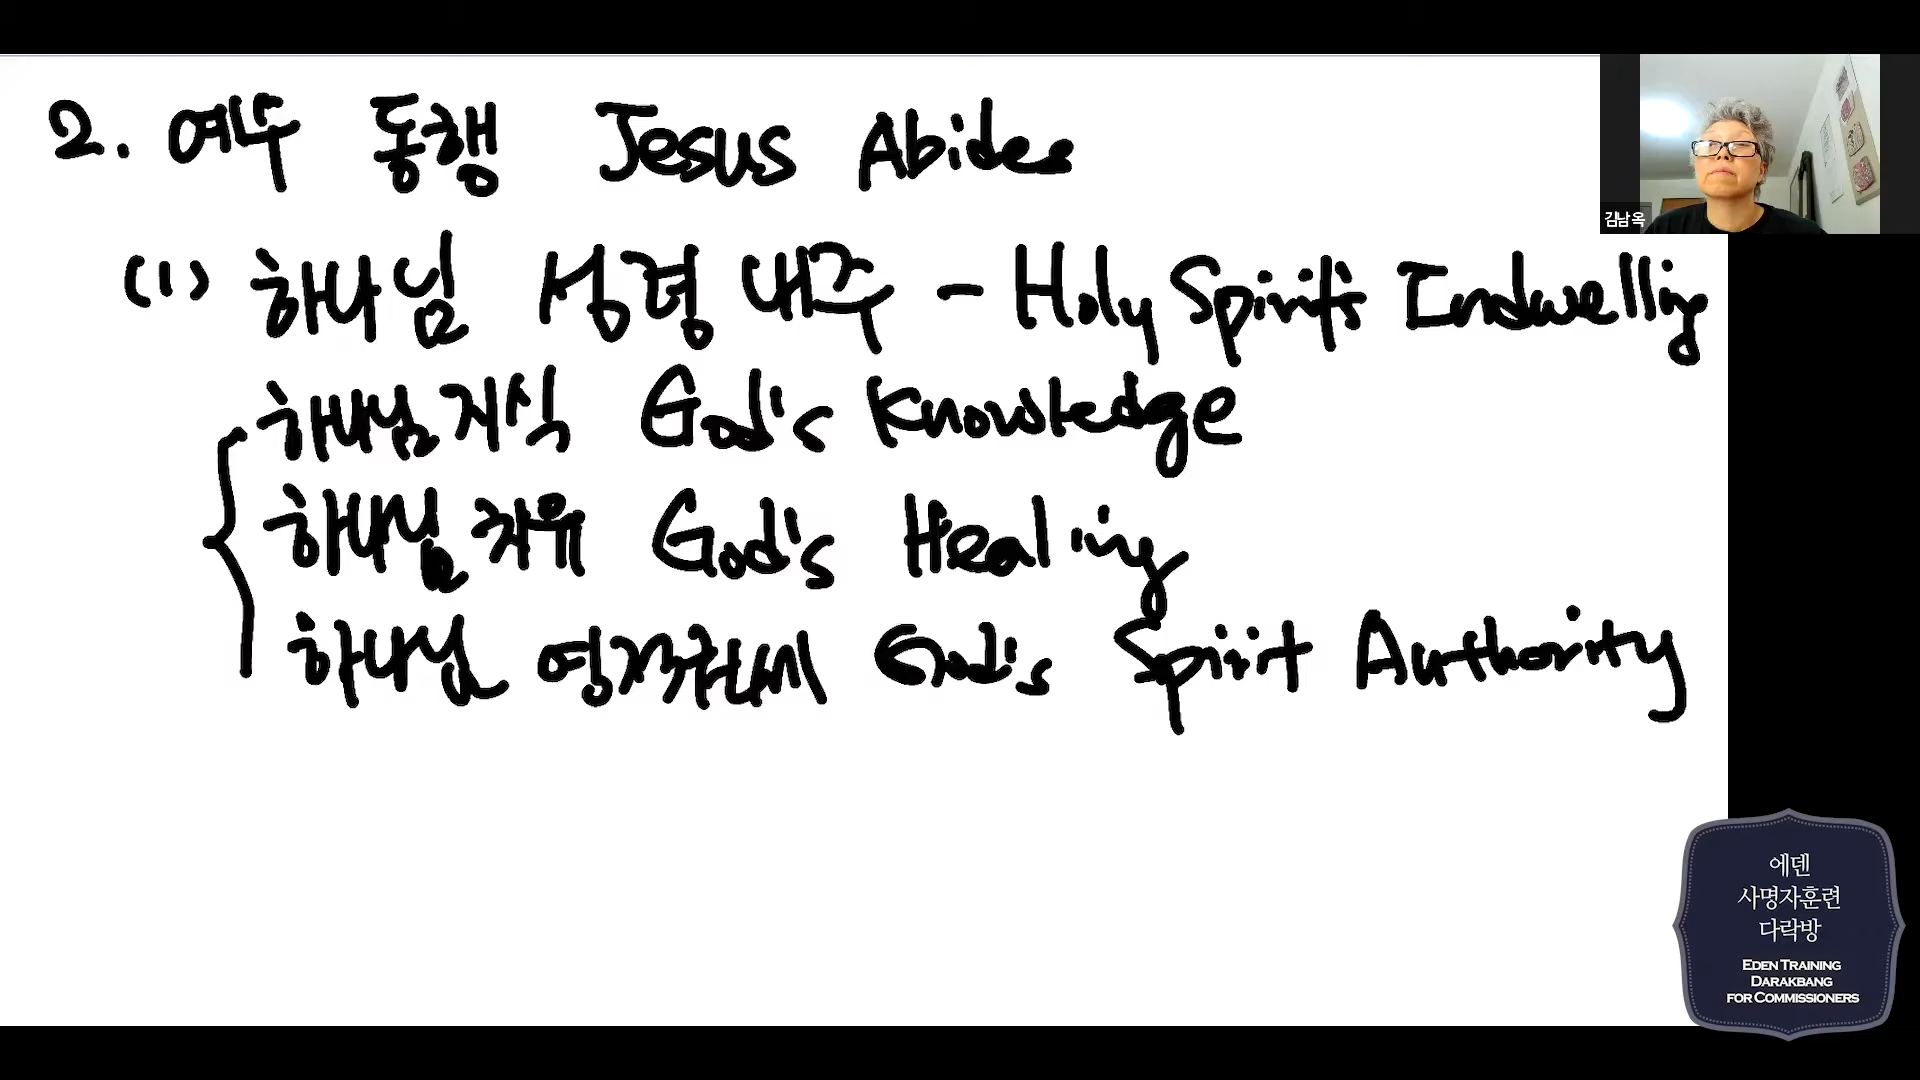 2. 예수 동행 Jesus Abides
(1) 하나님 성령 내주 - Holy Spirit's Indwelling
하나님 지식 God's Knowledge
하나님 치유 God's Healing
하나님 영적권세 God's Spirit Authority
김남옥
에덴
사명자훈련
다락방
EDEN TRAINING
DARAKBANG
FOR COMMISSIONERS